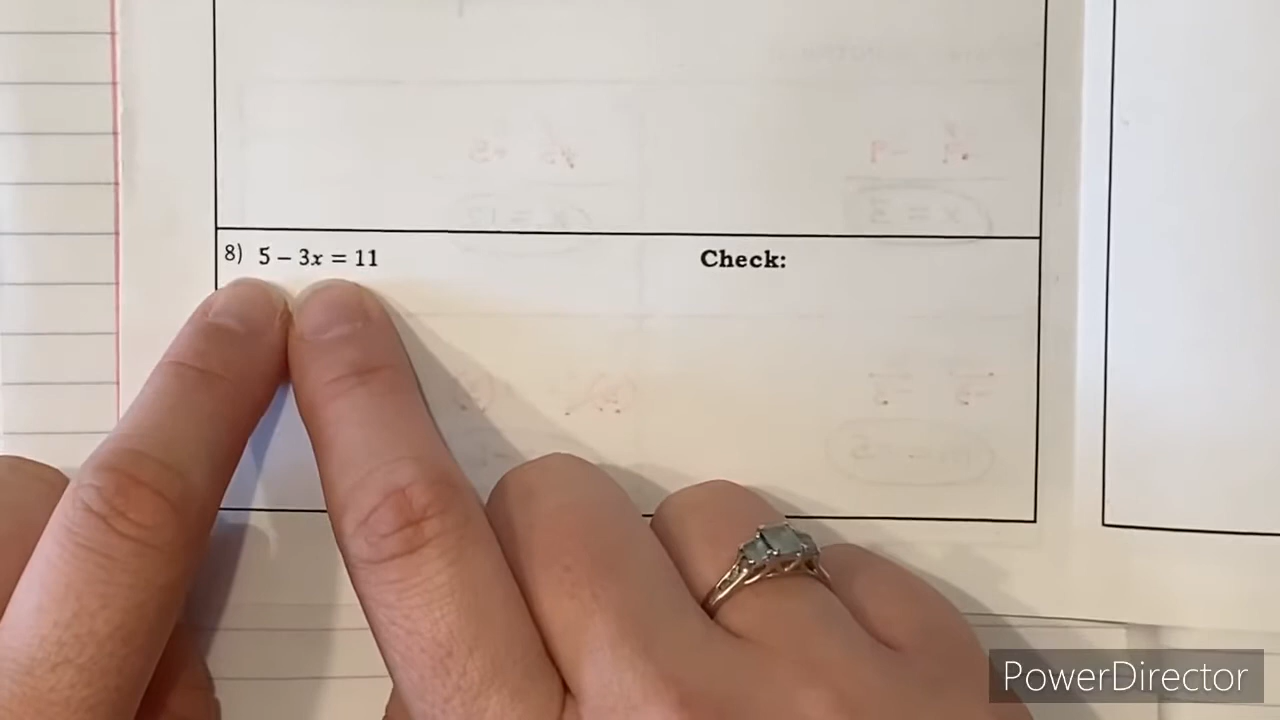 8) 5 – 3x = 11
Check:
PowerDirector